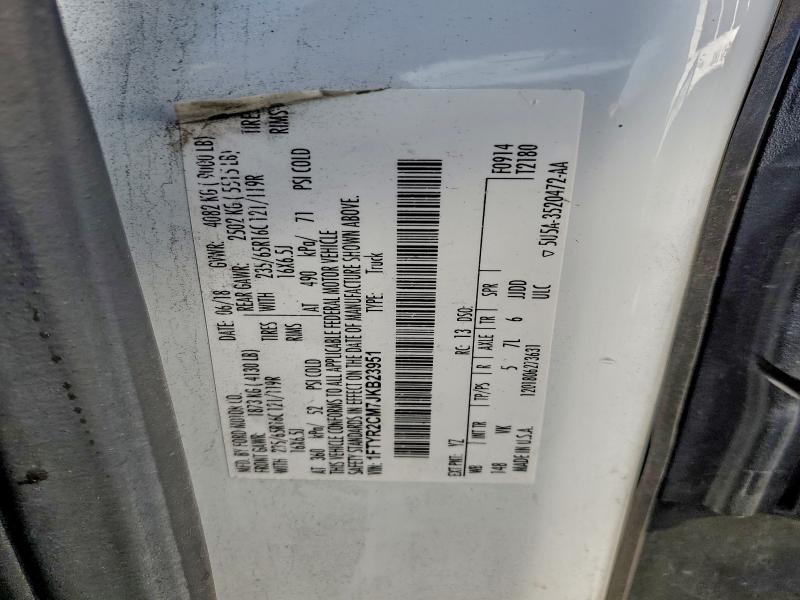 MFD. BY FORD MOTOR CO.
DATE: 06/18 GVWR: 4082 KG ( 9000 LB)
FRONT GAWR: 1873 KG ( 4130 LB) REAR GAWR: 2502 KG ( 5515 LB)
WITH 235/65R16C 121/119R TIRES WITH 235/65R16C 121/119R TIRES
16X6.5J RIMS 16X6.5J RIMS
AT 360 kPa/ 52 PSI COLD AT 490 kPa/ 71 PSI COLD
THIS VEHICLE CONFORMS TO ALL APPLICABLE FEDERAL MOTOR VEHICLE
SAFETY STANDARDS IN EFFECT ON THE DATE OF MANUFACTURE SHOWN ABOVE.
VIN: 1FTYR2CM7JKB23951 TYPE: Truck
F0914
T2180
EXT PNT: YZ RC: 13 DSO:
WB INT TR TP/PS R AXLE TR SPR
148 VK 5 7L 6 JJDD
MADE IN U.S.A. 120180627363 ULC
▽ 5U5A-3520472-AA